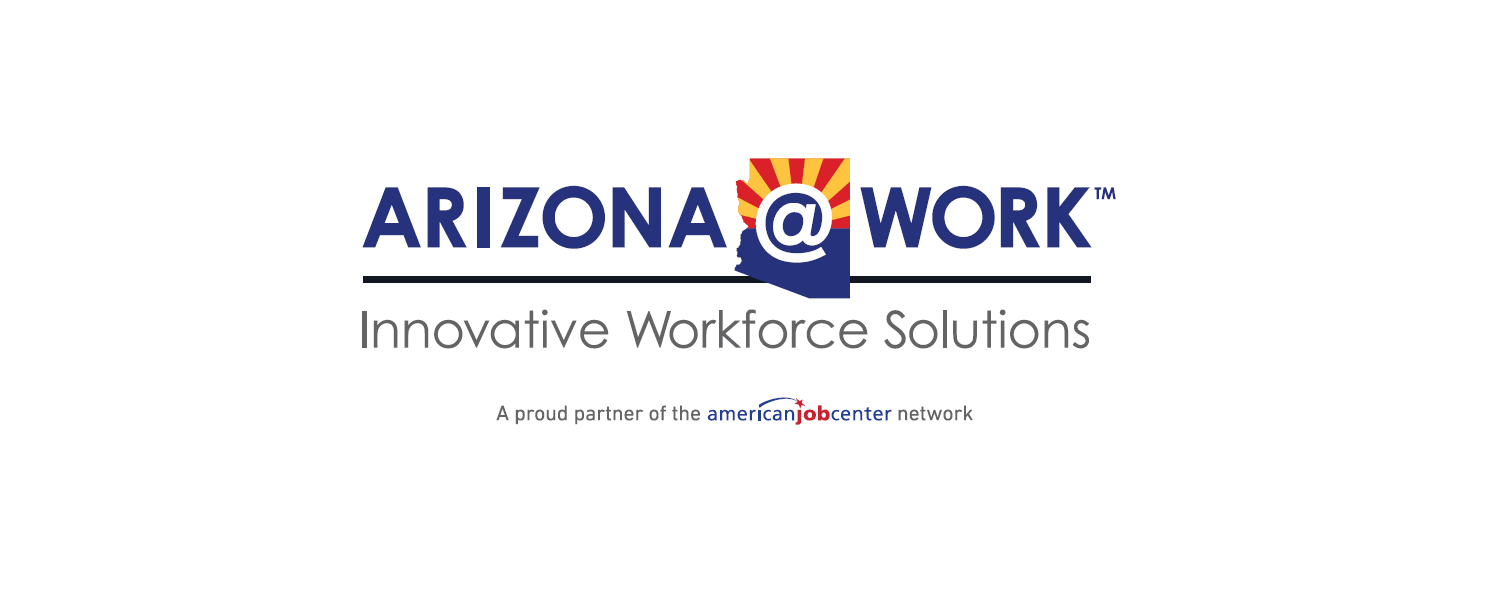 ARIZONA@WORK™
Innovative Workforce Solutions
A proud partner of the americanjobcenter network